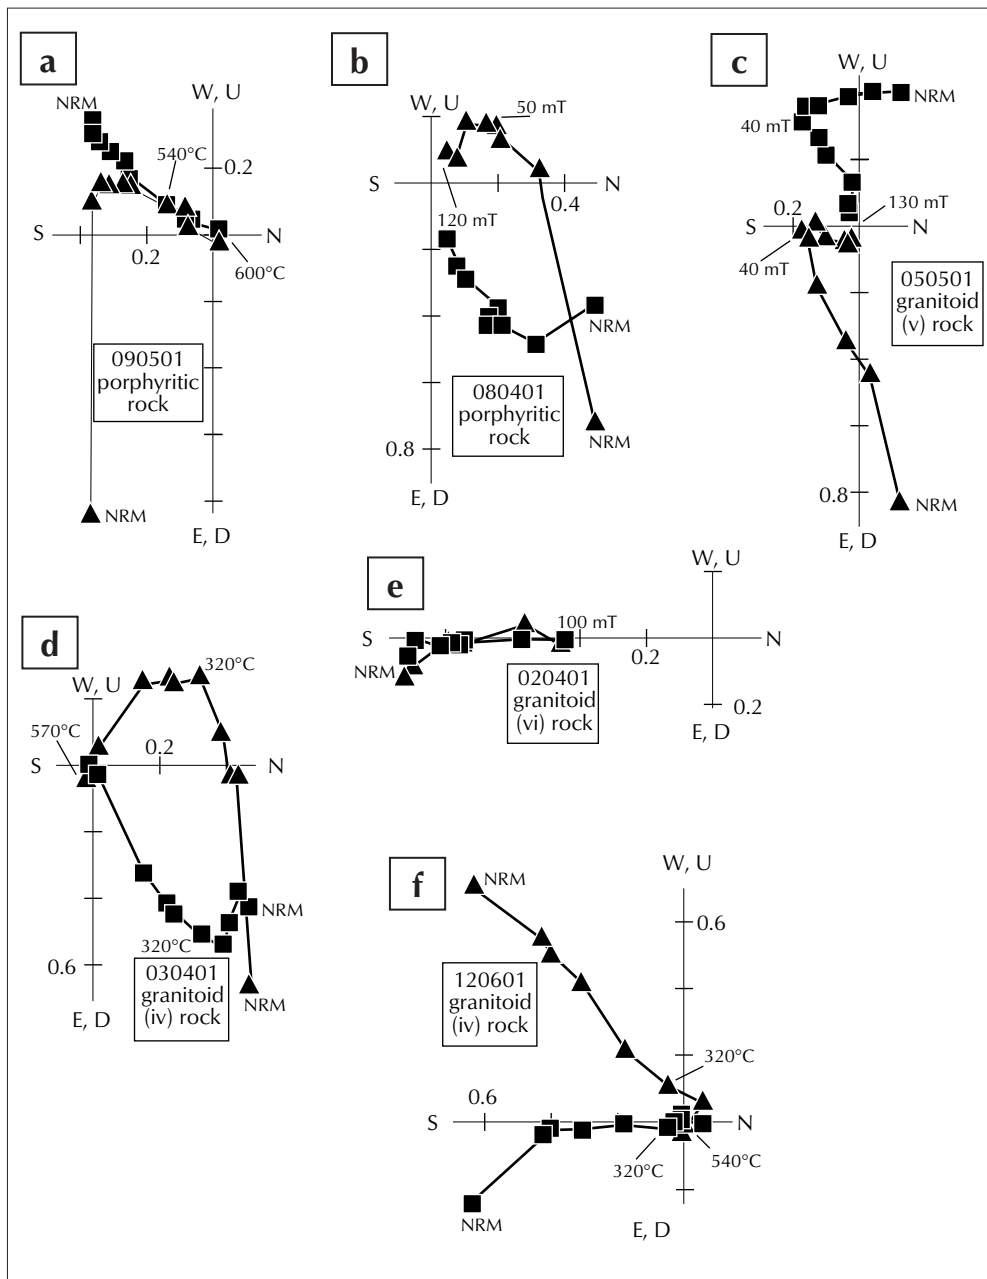 a
NRM
W, U
540°C
0.2
S
N
0.2
600°C
090501
porphyritic
rock
NRM
E, D
b
W, U
50 mT
S
N
0.4
120 mT
NRM
080401
porphyritic
rock
NRM
0.8
E, D
c
W, U
NRM
40 mT
0.2
130 mT
S
N
40 mT
050501
granitoid
(v) rock
0.8
NRM
E, D
d
W, U
320°C
570°C
0.2
S
N
NRM
320°C
0.6
030401
granitoid
(iv) rock
NRM
E, D
e
W, U
100 mT
S
N
0.2
NRM
020401
granitoid
(vi) rock
0.2
E, D
f
W, U
NRM
0.6
120601
granitoid
(iv) rock
320°C
0.6
S
N
320°C
540°C
NRM
E, D